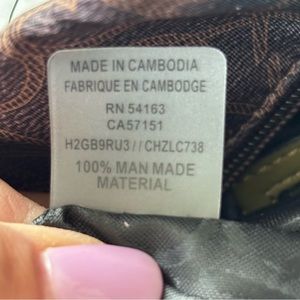 MADE IN CAMBODIA
FABRIQUE EN CAMBODGE
RN 54163
CA57151
H2GB9RU3//CHZLC738
100% MAN MADE
MATERIAL